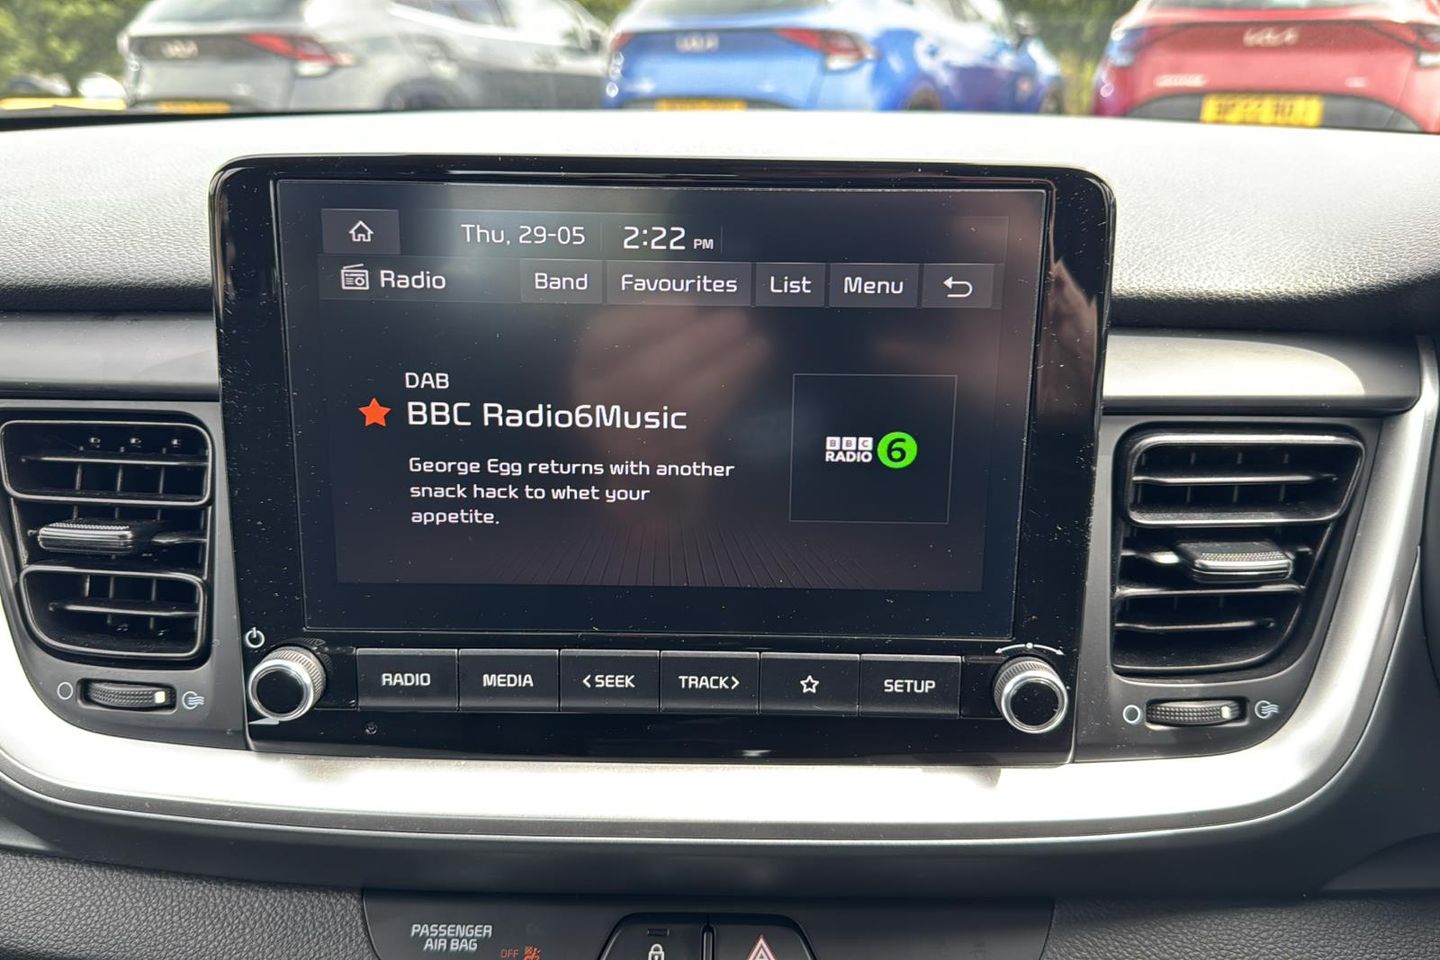 Thu, 29-05 2:22 PM
Radio Band Favourites List Menu
DAB
BBC Radio6Music
George Egg returns with another
snack hack to whet your
appetite.
BBC
RADIO 6
RADIO MEDIA <SEEK TRACK> SETUP
PASSENGER
AIR BAG
OFF